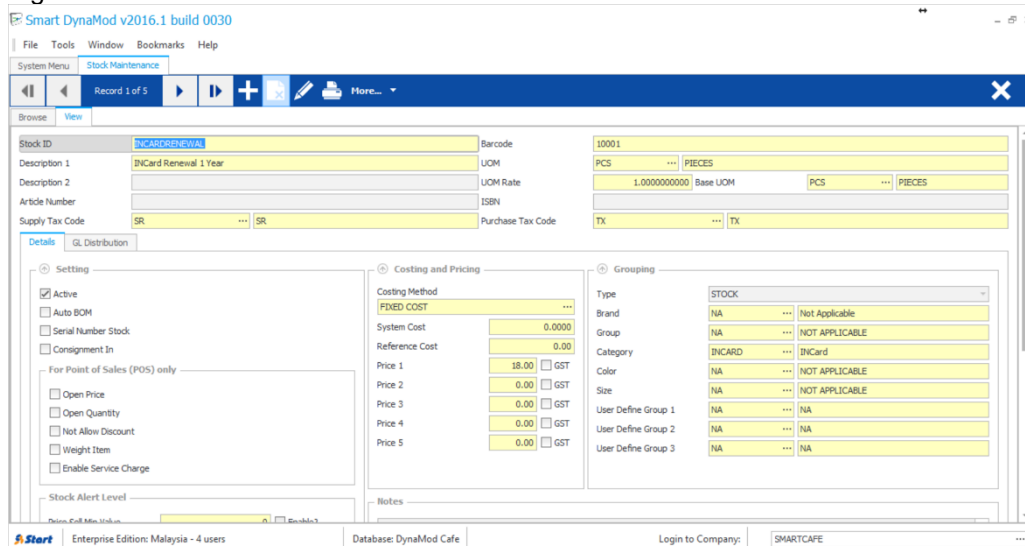 Smart DynaMod v2016.1 build 0030
File Tools Window Bookmarks Help
System Menu Stock Maintenance
Record 1 of 5 More...
Browse View
Stock ID INCARDRENEWAL Barcode 10001
Description 1 INCard Renewal 1 Year UOM PCS ... PIECES
Description 2 UOM Rate 1.0000000000 Base UOM PCS ... PIECES
Article Number ISBN
Supply Tax Code SR ... SR Purchase Tax Code TX ... TX
Details GL Distribution
Setting Costing and Pricing Grouping
Active Costing Method Type STOCK
Auto BOM FIXED COST ... Brand NA ... Not Applicable
Serial Number Stock System Cost 0.0000 Group NA ... NOT APPLICABLE
Consignment In Reference Cost 0.00 Category INCARD ... INCard
For Point of Sales (POS) only Price 1 18.00 GST Color NA ... NOT APPLICABLE
Open Price Price 2 0.00 GST Size NA ... NOT APPLICABLE
Open Quantity Price 3 0.00 GST User Define Group 1 NA ... NA
Not Allow Discount Price 4 0.00 GST User Define Group 2 NA ... NA
Weight Item Price 5 0.00 GST User Define Group 3 NA ... NA
Enable Service Charge
Stock Alert Level Notes
Price Sell Min Value 0 Enable?
Start Enterprise Edition: Malaysia - 4 users Database: DynaMod Cafe Login to Company: SMARTCAFE ...